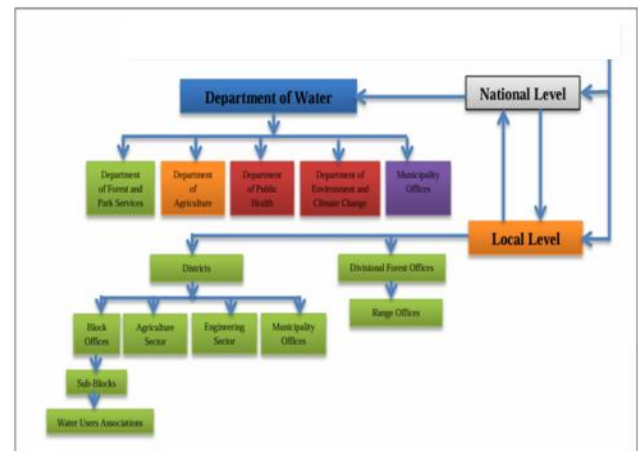 Department of Water
National Level
Department
of Forest and
Park Services
Department
of
Agriculture
Department
of Public
Health
Department of
Environment and
Climate Change
Municipality
Offices
Local Level
Districts
Divisional Forest Offices
Block
Offices
Agriculture
Sector
Engineering
Sector
Municipality
Offices
Range Offices
Sub-Blocks
Water Users Associations